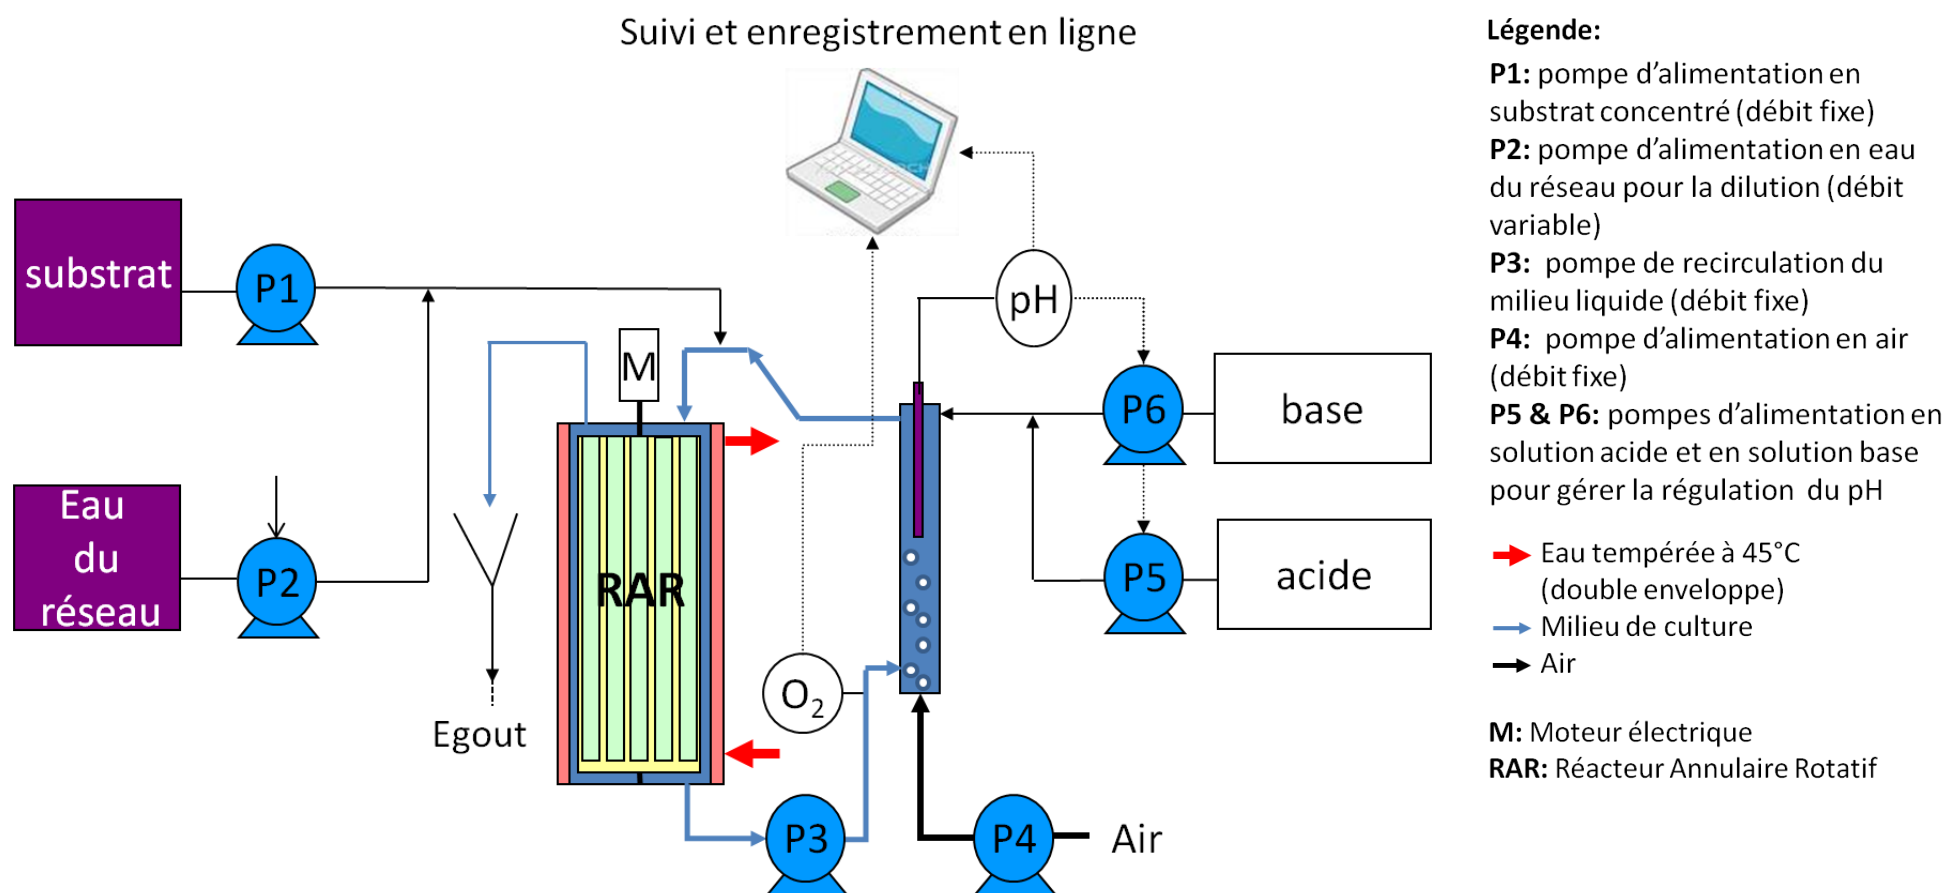 Suivi et enregistrement en ligne
substrat
P1
M
pH
P6
base
Eau
du
réseau
P2
RAR
P5
acide
O2
Egout
P3
P4
Air
Légende:
P1: pompe d'alimentation en
substrat concentré (débit fixe)
P2: pompe d'alimentation en eau
du réseau pour la dilution (débit
variable)
P3: pompe de recirculation du
milieu liquide (débit fixe)
P4: pompe d'alimentation en air
(débit fixe)
P5 & P6: pompes d'alimentation en
solution acide et en solution base
pour gérer la régulation du pH
Eau tempérée à 45°C
(double enveloppe)
Milieu de culture
Air
M: Moteur électrique
RAR: Réacteur Annulaire Rotatif